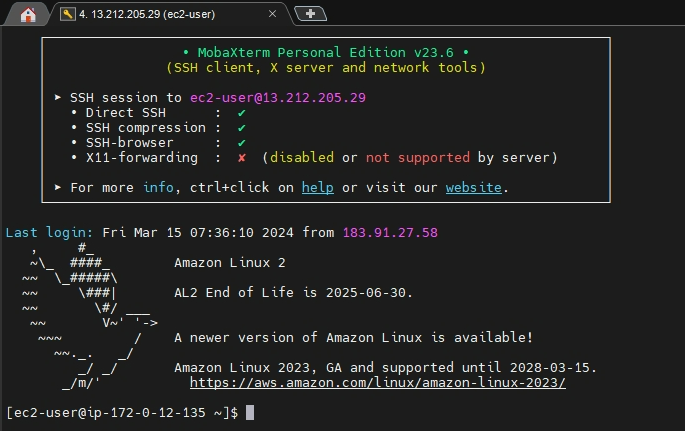 4. 13.212.205.29 (ec2-user)
• MobaXterm Personal Edition v23.6 •
(SSH client, X server and network tools)
➤ SSH session to ec2-user@13.212.205.29
• Direct SSH : ✔
• SSH compression : ✔
• SSH-browser : ✔
• X11-forwarding : ✘ (disabled or not supported by server)
➤ For more info, ctrl+click on help or visit our website.
Last login: Fri Mar 15 07:36:10 2024 from 183.91.27.58
   ,     #_
   ~\_  ####_        Amazon Linux 2
  ~~  \_#####\
  ~~     \###|       AL2 End of Life is 2025-06-30.
  ~~       \#/ ___
   ~~       V~' '->
    ~~~         /    A newer version of Amazon Linux is available!
      ~~._.   _/
         _/ _/       Amazon Linux 2023, GA and supported until 2028-03-15.
       _/m/'           https://aws.amazon.com/linux/amazon-linux-2023/
[ec2-user@ip-172-0-12-135 ~]$